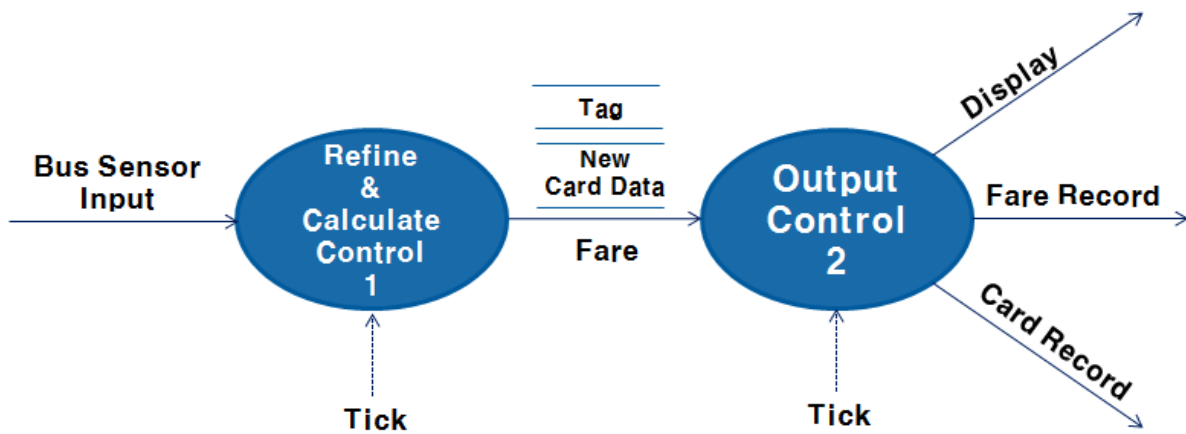 Bus Sensor
Input
Refine
&
Calculate
Control
1
Tick
Tag
New
Card Data
Fare
Output
Control
2
Tick
Display
Fare Record
Card Record